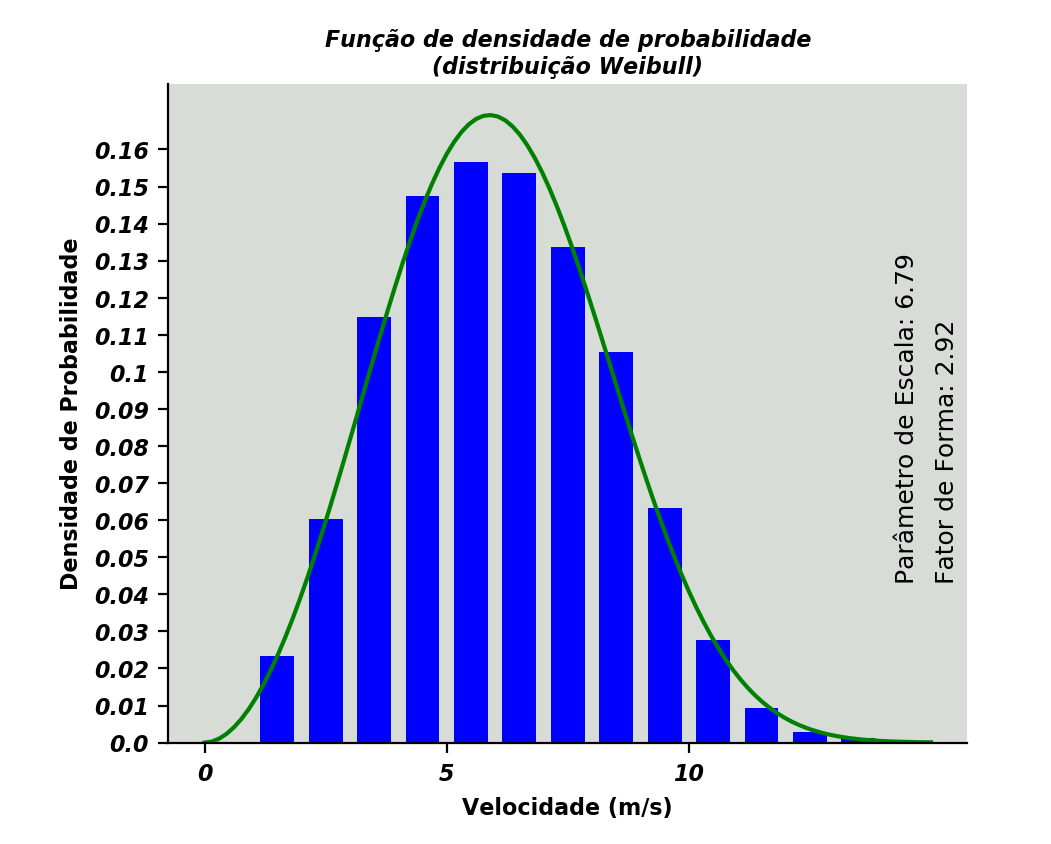 Função de densidade de probabilidade
(distribuição Weibull)
Densidade de Probabilidade
0.16
0.15
0.14
0.13
0.12
0.11
0.1
0.09
0.08
0.07
0.06
0.05
0.04
0.03
0.02
0.01
0.0
Parâmetro de Escala: 6.79
Fator de Forma: 2.92
0 5 10
Velocidade (m/s)